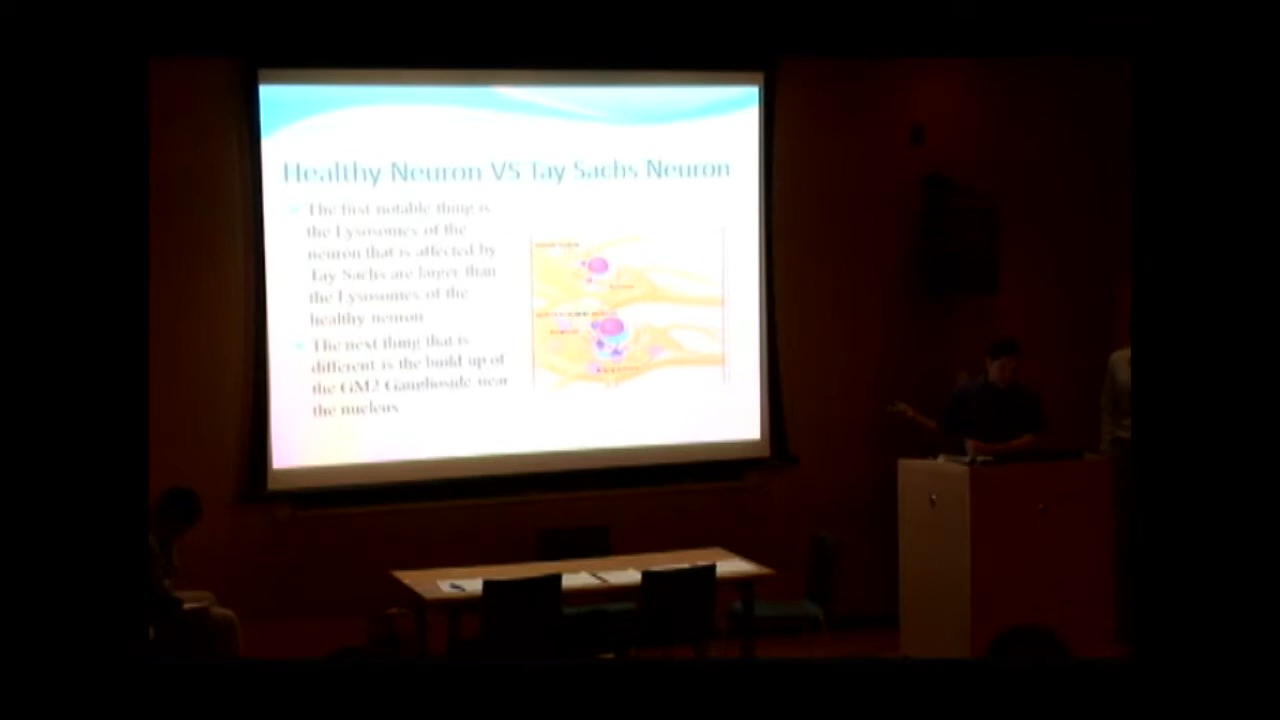 Healthy Neuron VS Tay Sachs Neuron
The first notable thing is
the Lysosomes of the
neuron that is affected by
Tay Sachs are larger than
the Lysosomes of the
healthy neuron
The next thing that is
different is the build up of
the GM2 Ganglioside near
the nucleus